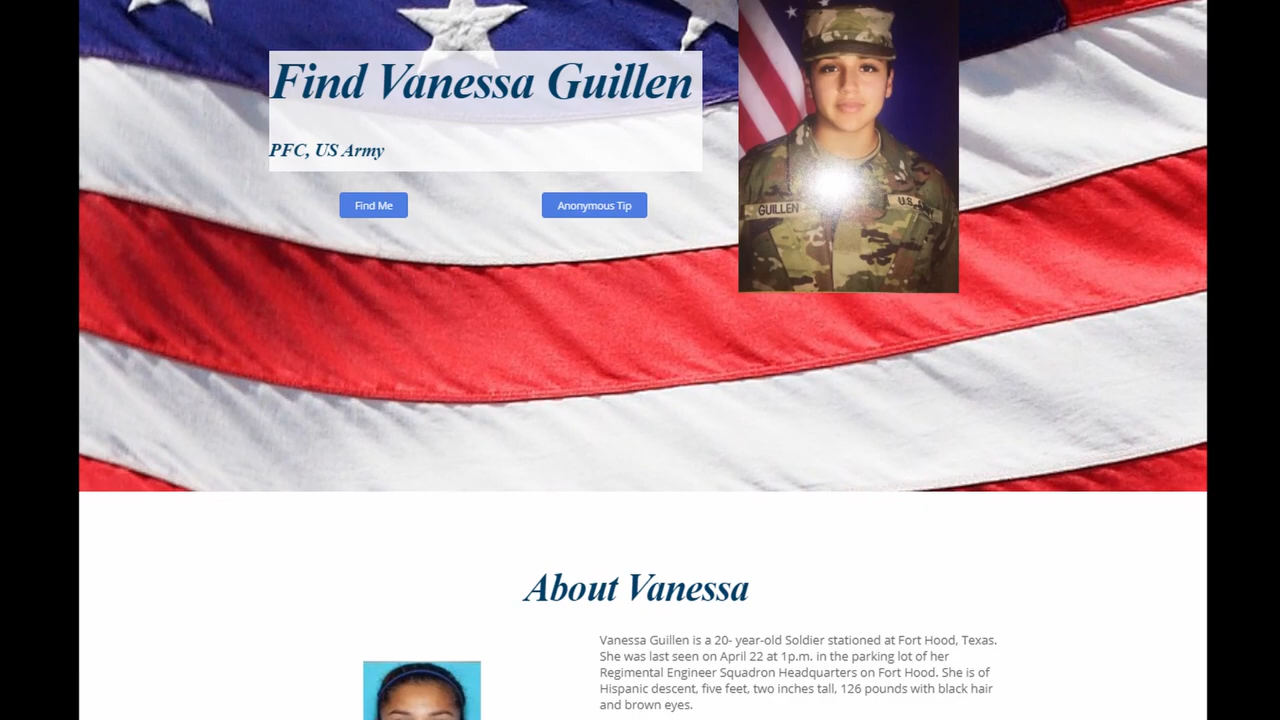 Find Vanessa Guillen
PFC, US Army
Find Me
Anonymous Tip
GUILLEN
U.S.
About Vanessa
Vanessa Guillen is a 20- year-old Soldier stationed at Fort Hood, Texas.
She was last seen on April 22 at 1p.m. in the parking lot of her
Regimental Engineer Squadron Headquarters on Fort Hood. She is of
Hispanic descent, five feet, two inches tall, 126 pounds with black hair
and brown eyes.